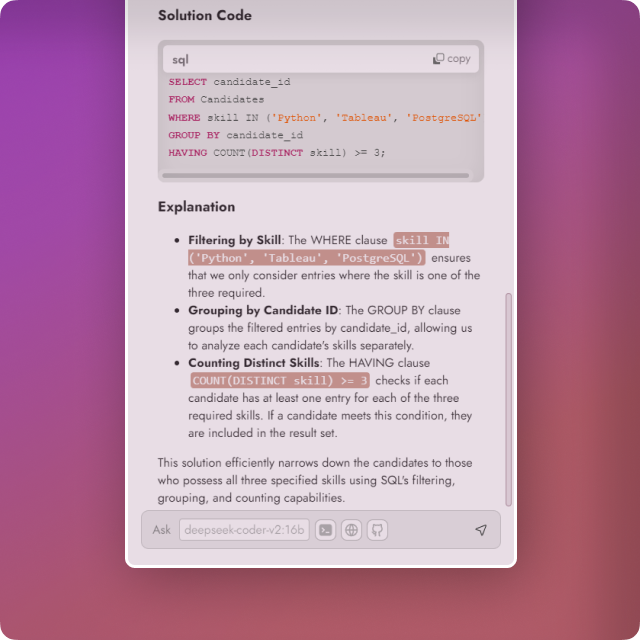 Solution Code
sql
copy
SELECT candidate_id
FROM Candidates
WHERE skill IN ('Python', 'Tableau', 'PostgreSQL'
GROUP BY candidate_id
HAVING COUNT(DISTINCT skill) >= 3;
Explanation
• Filtering by Skill: The WHERE clause skill IN
('Python', 'Tableau', 'PostgreSQL') ensures
that we only consider entries where the skill is one of the
three required.
• Grouping by Candidate ID: The GROUP BY clause
groups the filtered entries by candidate_id, allowing us
to analyze each candidate's skills separately.
• Counting Distinct Skills: The HAVING clause
COUNT(DISTINCT skill) >= 3 checks if each
candidate has at least one entry for each of the three
required skills. If a candidate meets this condition, they
are included in the result set.
This solution efficiently narrows down the candidates to those
who possess all three specified skills using SQL's filtering,
grouping, and counting capabilities.
Ask deepseek-coder-v2:16b